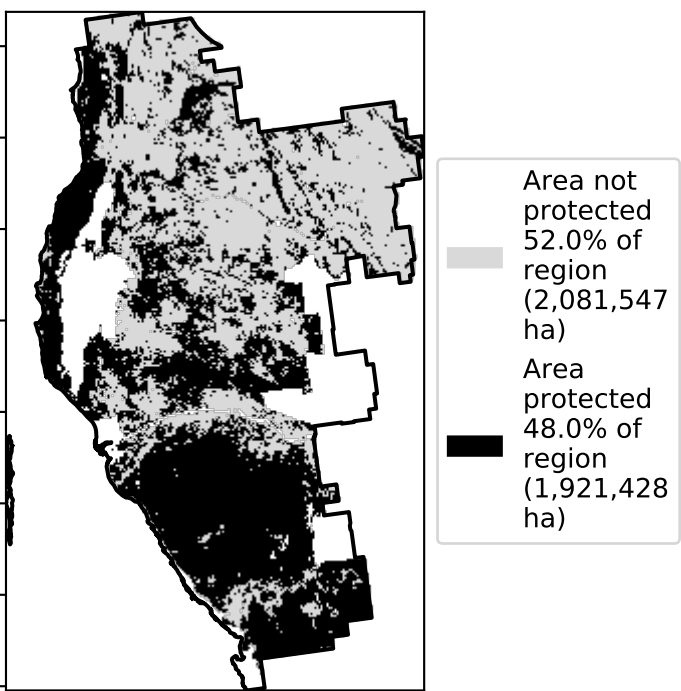 Area not
protected
52.0% of
region
(2,081,547
ha)
Area
protected
48.0% of
region
(1,921,428
ha)